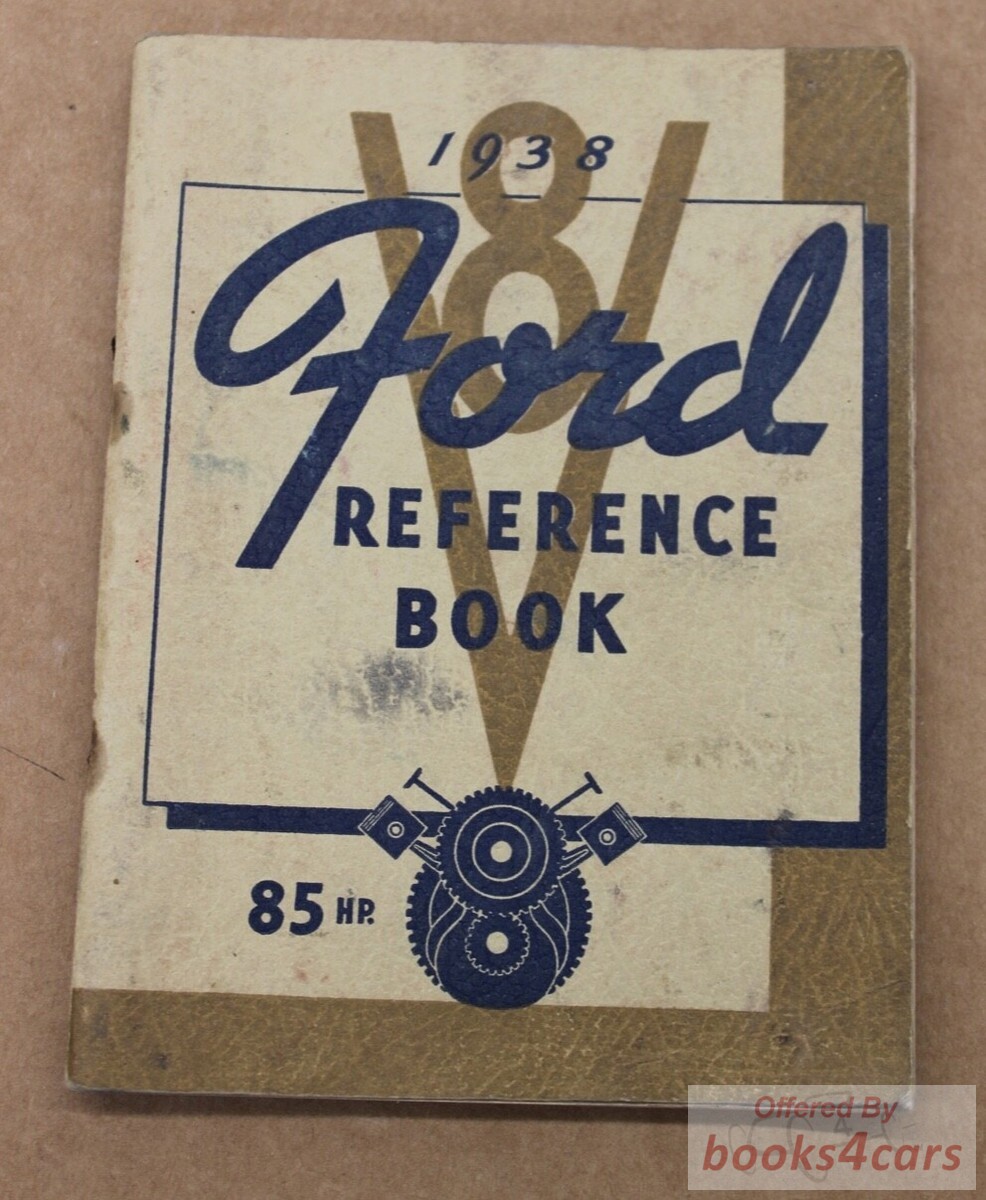 1938
V8
Ford
REFERENCE
BOOK
85 HP.
Offered By
books4cars